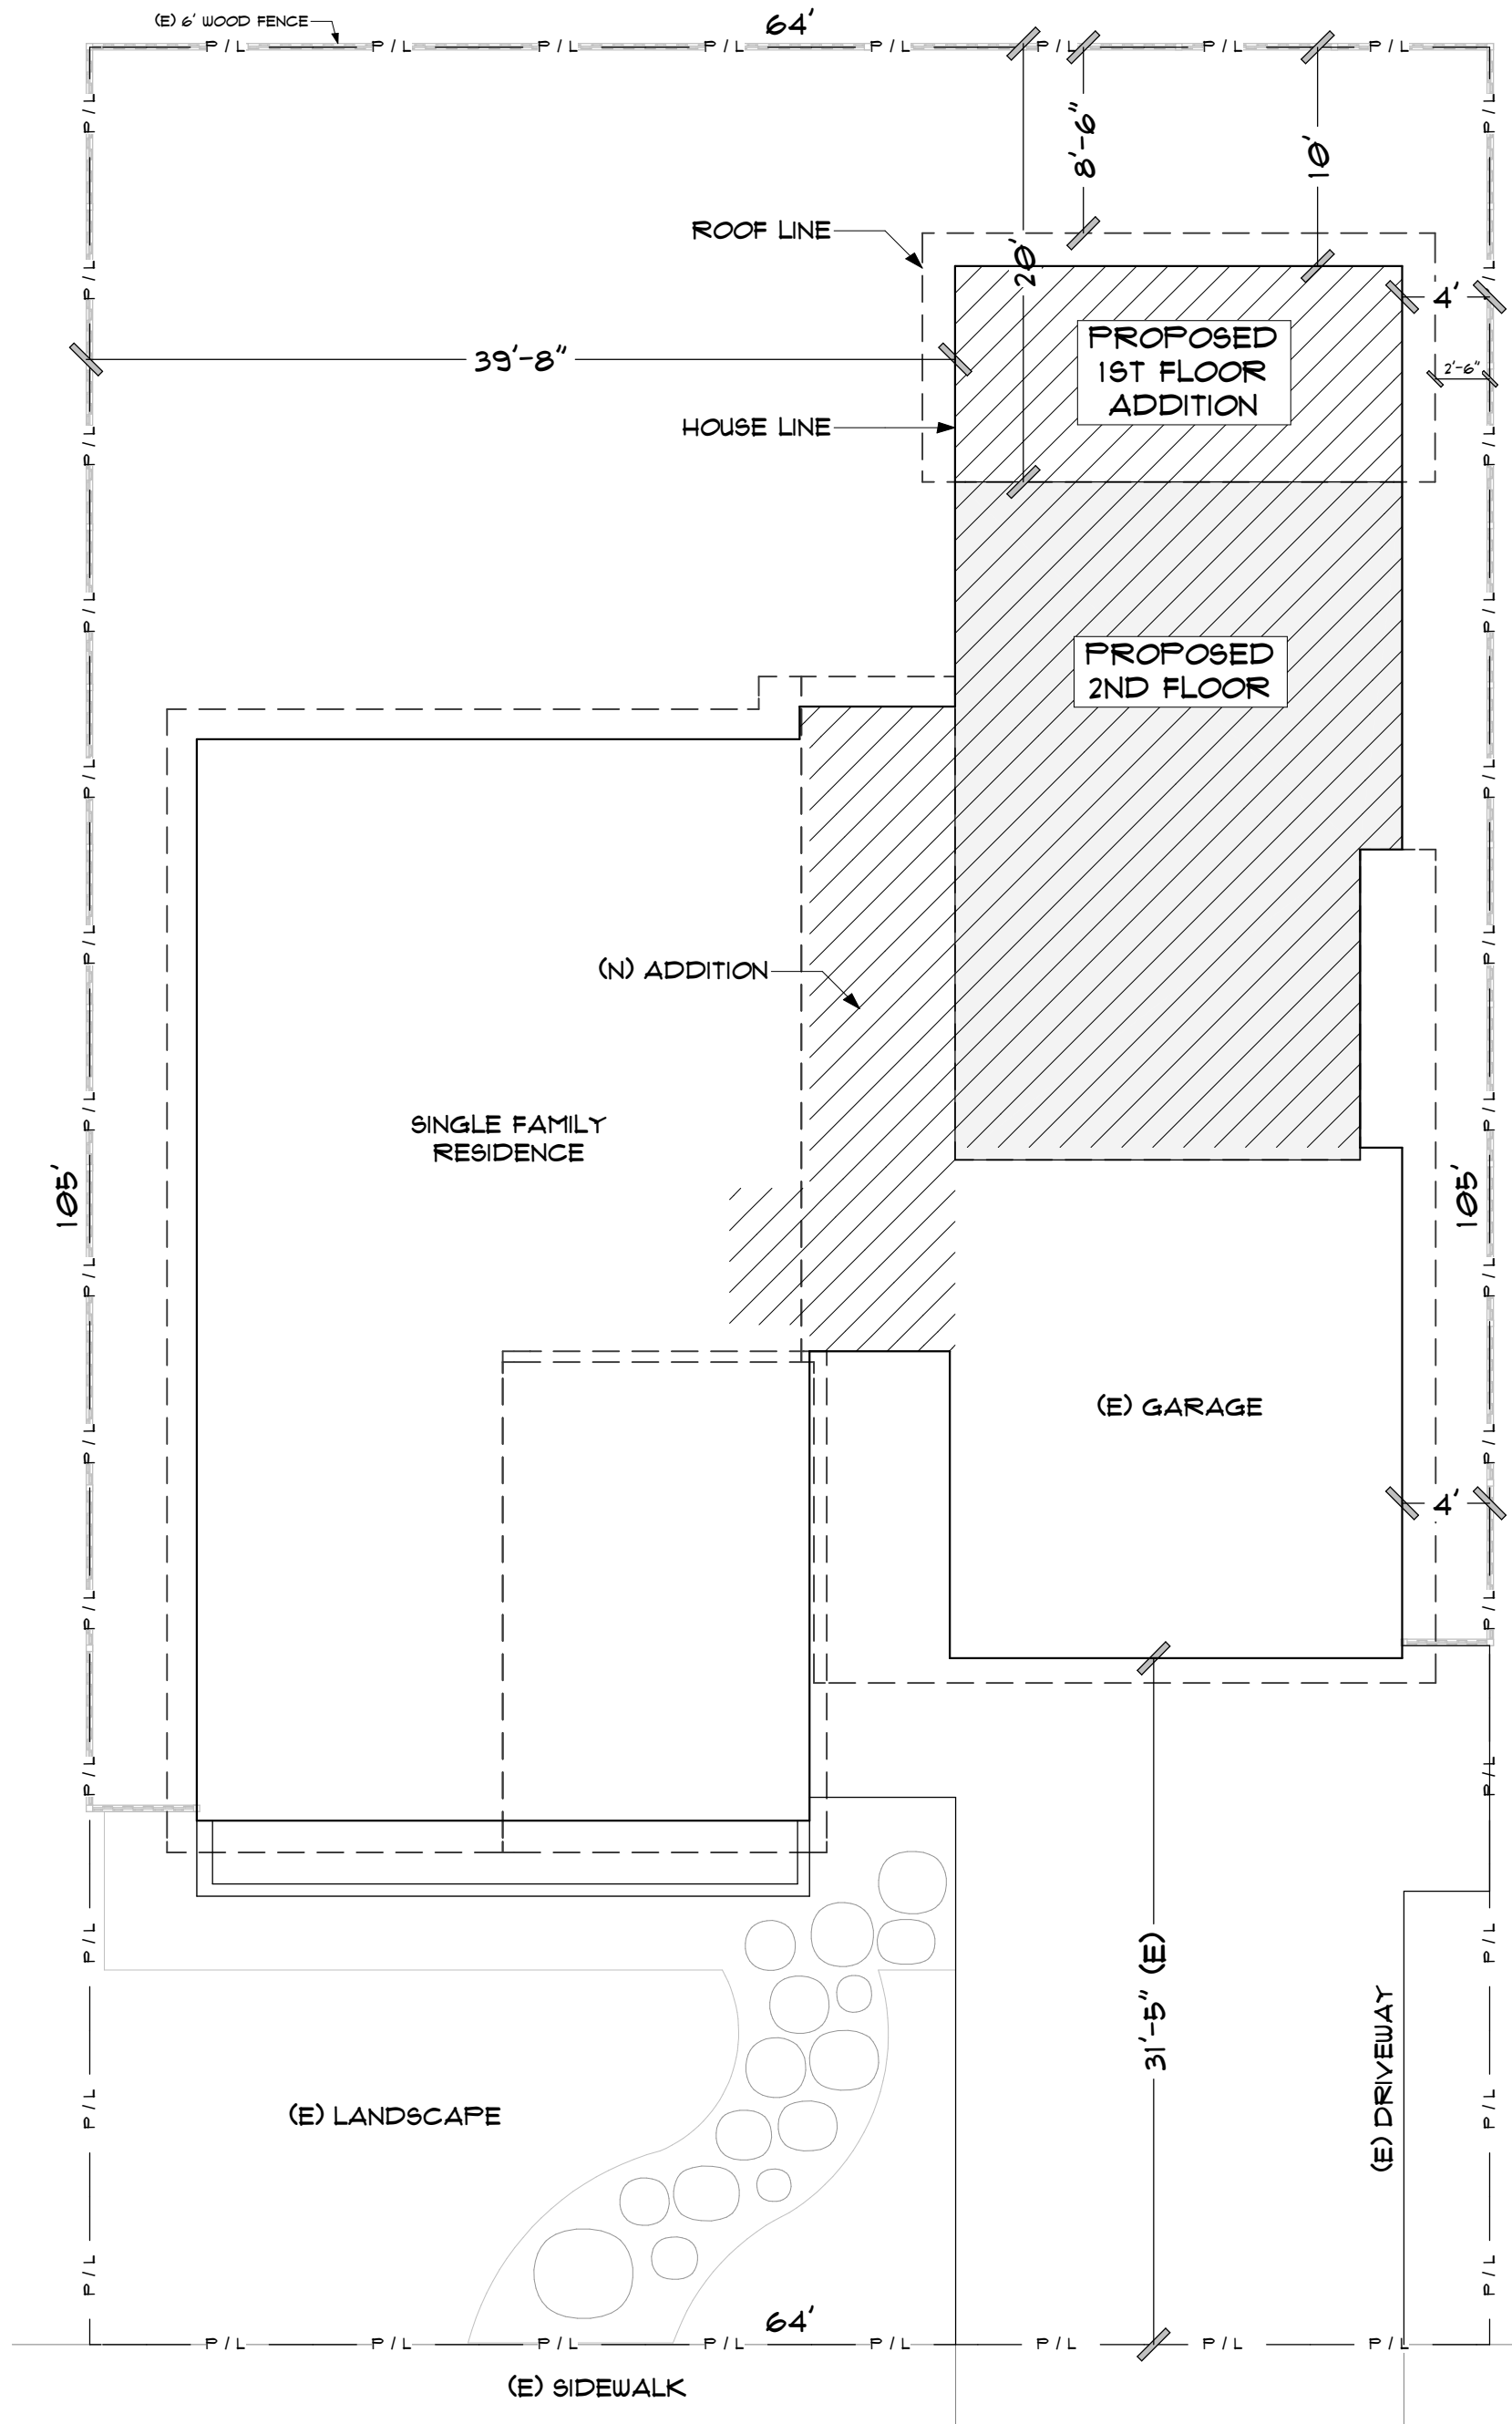 (E) 6' WOOD FENCE
64'
P / L P / L P / L P / L P / L P / L P / L P / L
P / L
P / L
8'-6"
10'
ROOF LINE
20'
P / L
P / L
4'
PROPOSED
1ST FLOOR
ADDITION
39'-8"
2'-6"
HOUSE LINE
P / L
P / L
P / L
P / L
PROPOSED
2ND FLOOR
P / L
P / L
P / L
P / L
(N) ADDITION
SINGLE FAMILY
RESIDENCE
P / L
P / L
105'
105'
P / L
P / L
(E) GARAGE
P / L
P / L
4'
P / L
P / L
P / L
P / L
P / L
P / L
31'-5" (E)
(E) DRIVEWAY
P / L
P / L
(E) LANDSCAPE
P / L
P / L
64'
P / L P / L P / L P / L P / L P / L P / L P / L
(E) SIDEWALK